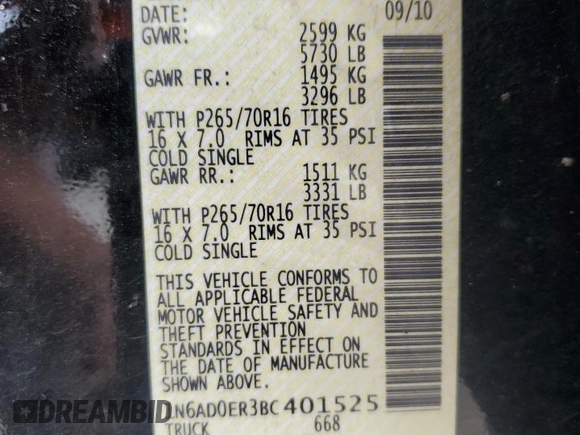 DATE: 09/10
GVWR: 2599 KG
5730 LB
GAWR FR.: 1495 KG
3296 LB
WITH P265/70R16 TIRES
16 X 7.0 RIMS AT 35 PSI
COLD SINGLE
GAWR RR.: 1511 KG
3331 LB
WITH P265/70R16 TIRES
16 X 7.0 RIMS AT 35 PSI
COLD SINGLE
THIS VEHICLE CONFORMS TO
ALL APPLICABLE FEDERAL
MOTOR VEHICLE SAFETY AND
THEFT PREVENTION
STANDARDS IN EFFECT ON
THE DATE OF MANUFACTURE
SHOWN ABOVE.
1N6AD0ER3BC401525
TRUCK 668
DREAMBID